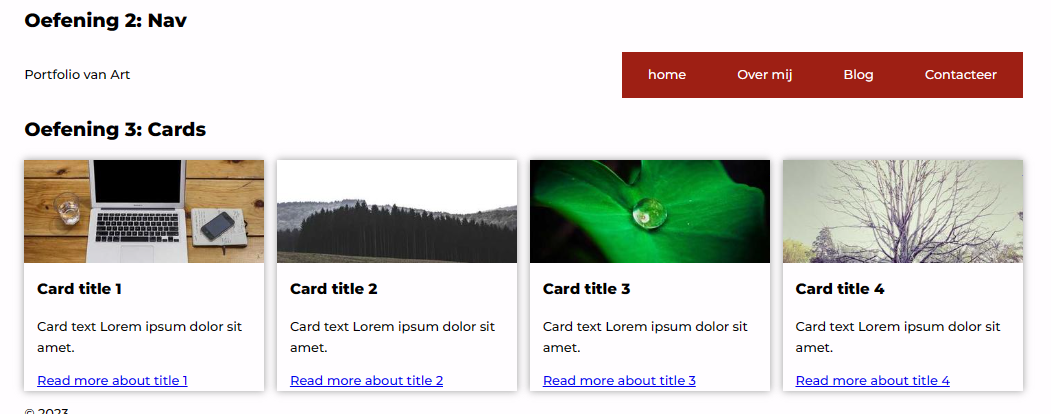 Oefening 2: Nav
Portfolio van Art
home Over mij Blog Contacteer
Oefening 3: Cards
Card title 1
Card text Lorem ipsum dolor sit
amet.
Read more about title 1
Card title 2
Card text Lorem ipsum dolor sit
amet.
Read more about title 2
Card title 3
Card text Lorem ipsum dolor sit
amet.
Read more about title 3
Card title 4
Card text Lorem ipsum dolor sit
amet.
Read more about title 4
© 2023